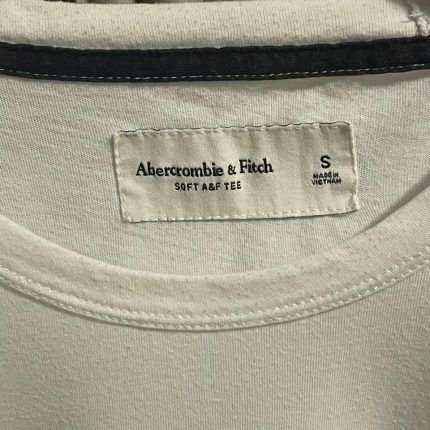 Abercrombie & Fitch
SOFT A&F TEE
S
MADE IN
VIETNAM